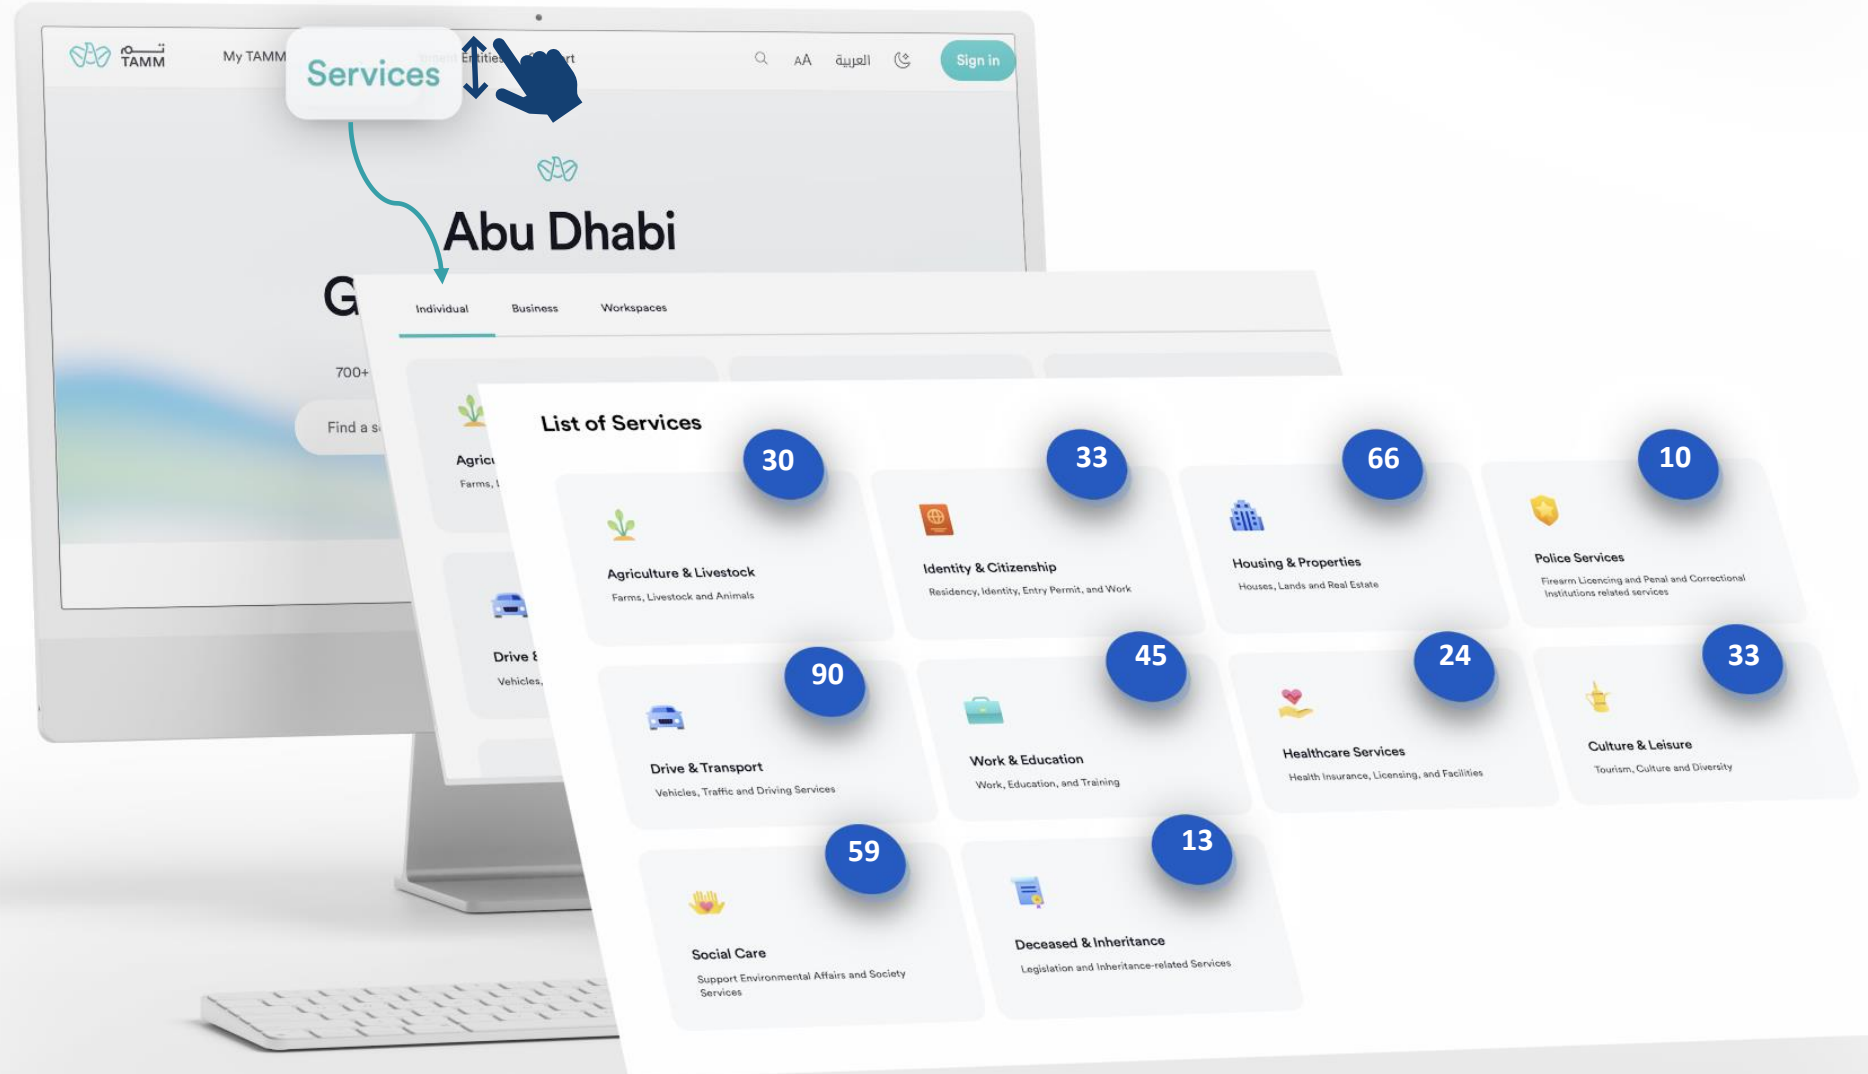 تـــم
TAMM
My TAMM
Services
Entities
AA
العربية
Sign in
Abu Dhabi
G
700+
Find a s
Individual
Business
Workspaces
Farms,
Vehicles,
List of Services
30
Agriculture & Livestock
Farms, Livestock and Animals
33
Identity & Citizenship
Residency, Identity, Entry Permit, and Work
66
Housing & Properties
Houses, Lands and Real Estate
10
Police Services
Firearm Licencing and Penal and Correctional
Institutions related services
90
Drive & Transport
Vehicles, Traffic and Driving Services
45
Work & Education
Work, Education, and Training
24
Healthcare Services
Health Insurance, Licensing, and Facilities
33
Culture & Leisure
Tourism, Culture and Diversity
59
Social Care
Support Environmental Affairs and Society
Services
13
Deceased & Inheritance
Legislation and Inheritance-related Services